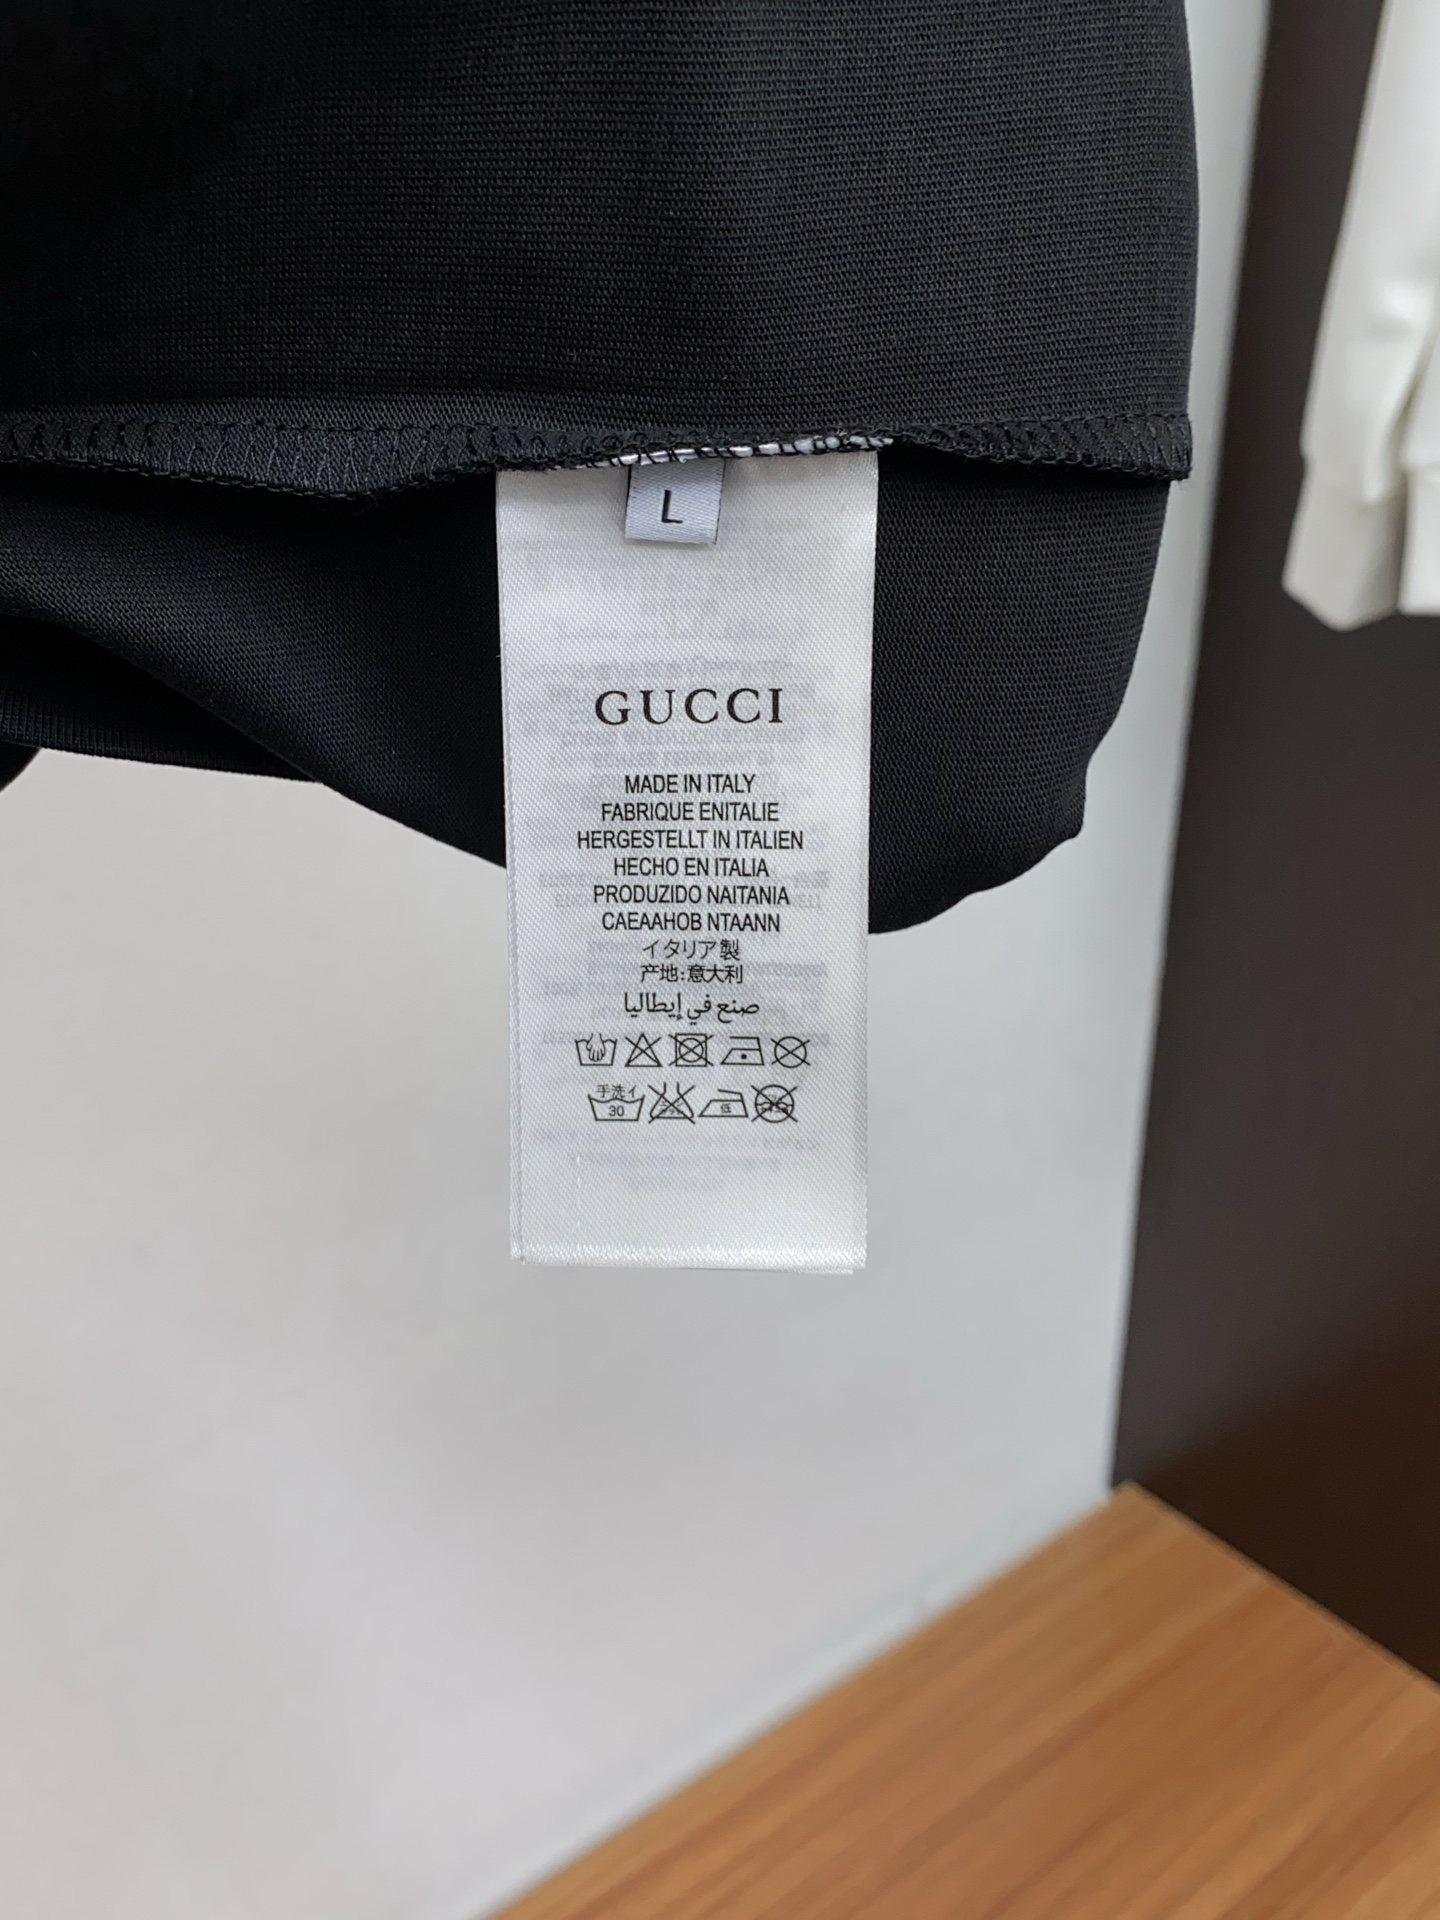 L
GUCCI
MADE IN ITALY
FABRIQUE ENITALIE
HERGESTELLT IN ITALIEN
HECHO EN ITALIA
PRODUZIDO NAITANIA
CAEAAHOB NTAANN
イタリア製
产地:意大利
صنع في إيطاليا
手洗イ
30
低